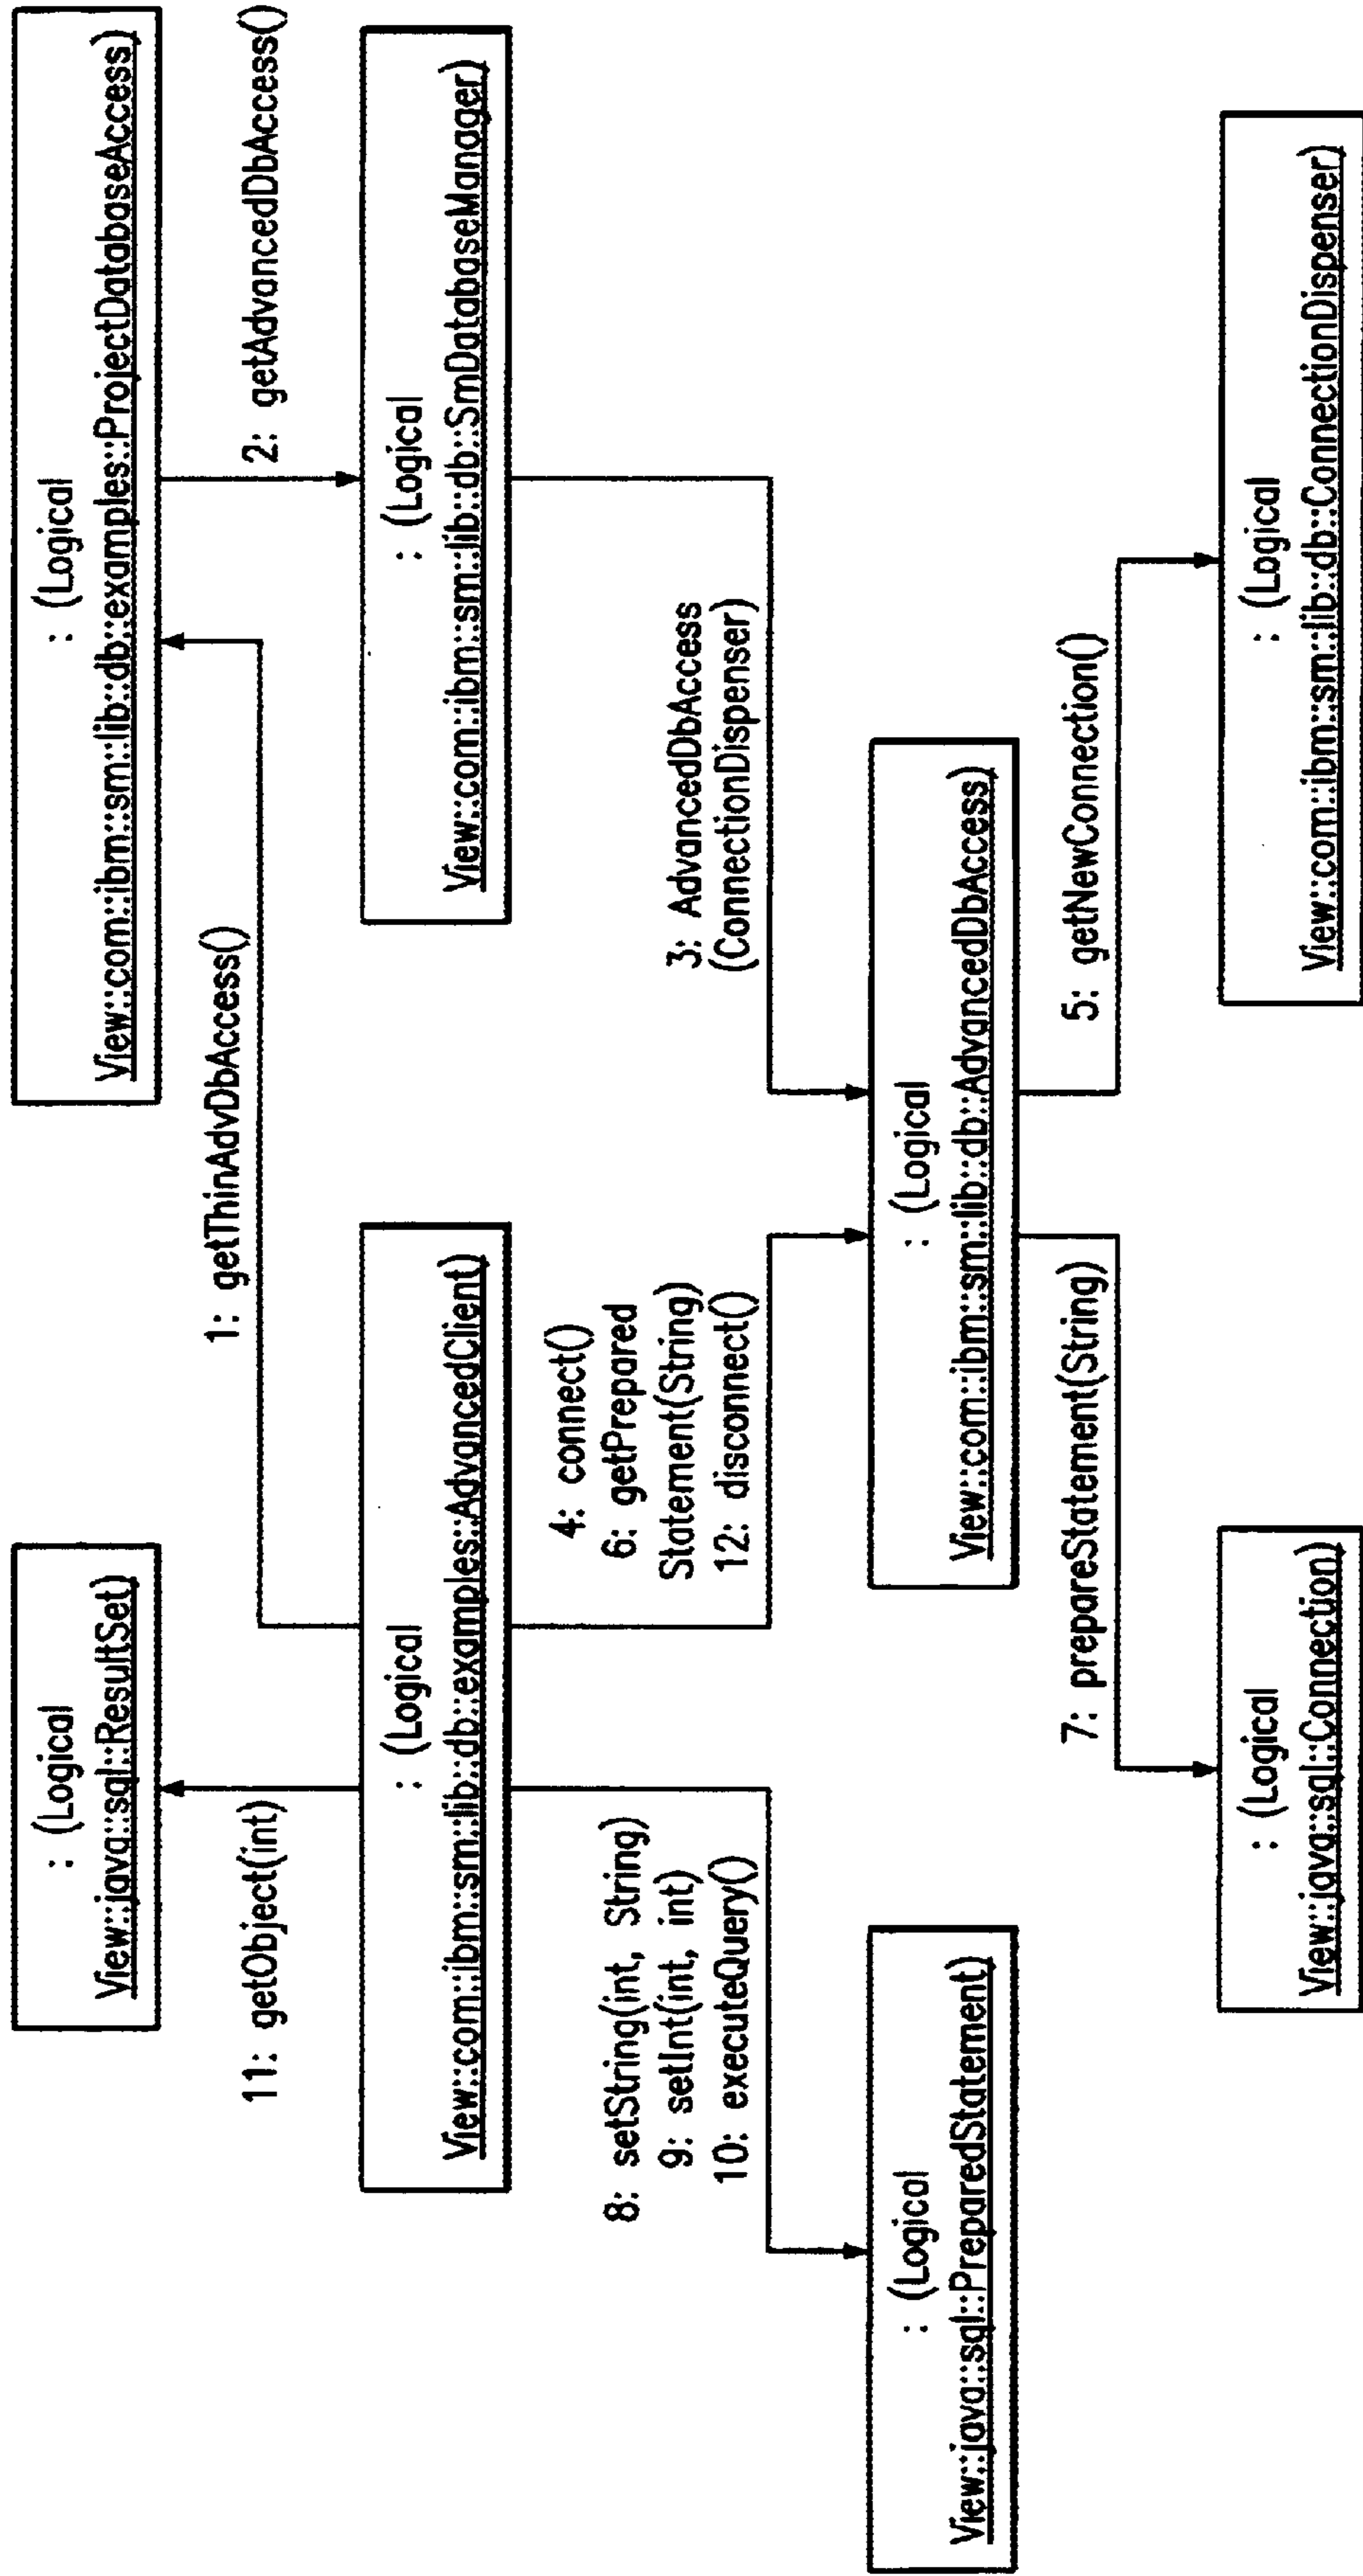 : (Logical
View::java::sql::ResultSet)
: (Logical
View::com::ibm::sm::lib::db::examples::ProjectDatabaseAccess)
11: getObject(int)
1: getThinAdvDbAccess()
2: getAdvancedDbAccess()
: (Logical
View::com::ibm::sm::lib::db::examples::AdvancedClient)
: (Logical
View::com::ibm::sm::lib::db::SmDatabaseManager)
8: setString(int, String)
9: setInt(int, int)
10: executeQuery()
4: connect()
6: getPrepared
Statement(String)
12: disconnect()
3: AdvancedDbAccess
(ConnectionDispenser)
: (Logical
View::java::sql::PreparedStatement)
: (Logical
View::com::ibm::sm::lib::db::AdvancedDbAccess)
7: prepareStatement(String)
5: getNewConnection()
: (Logical
View::java::sql::Connection)
: (Logical
View::com::ibm::sm::lib::db::ConnectionDispenser)